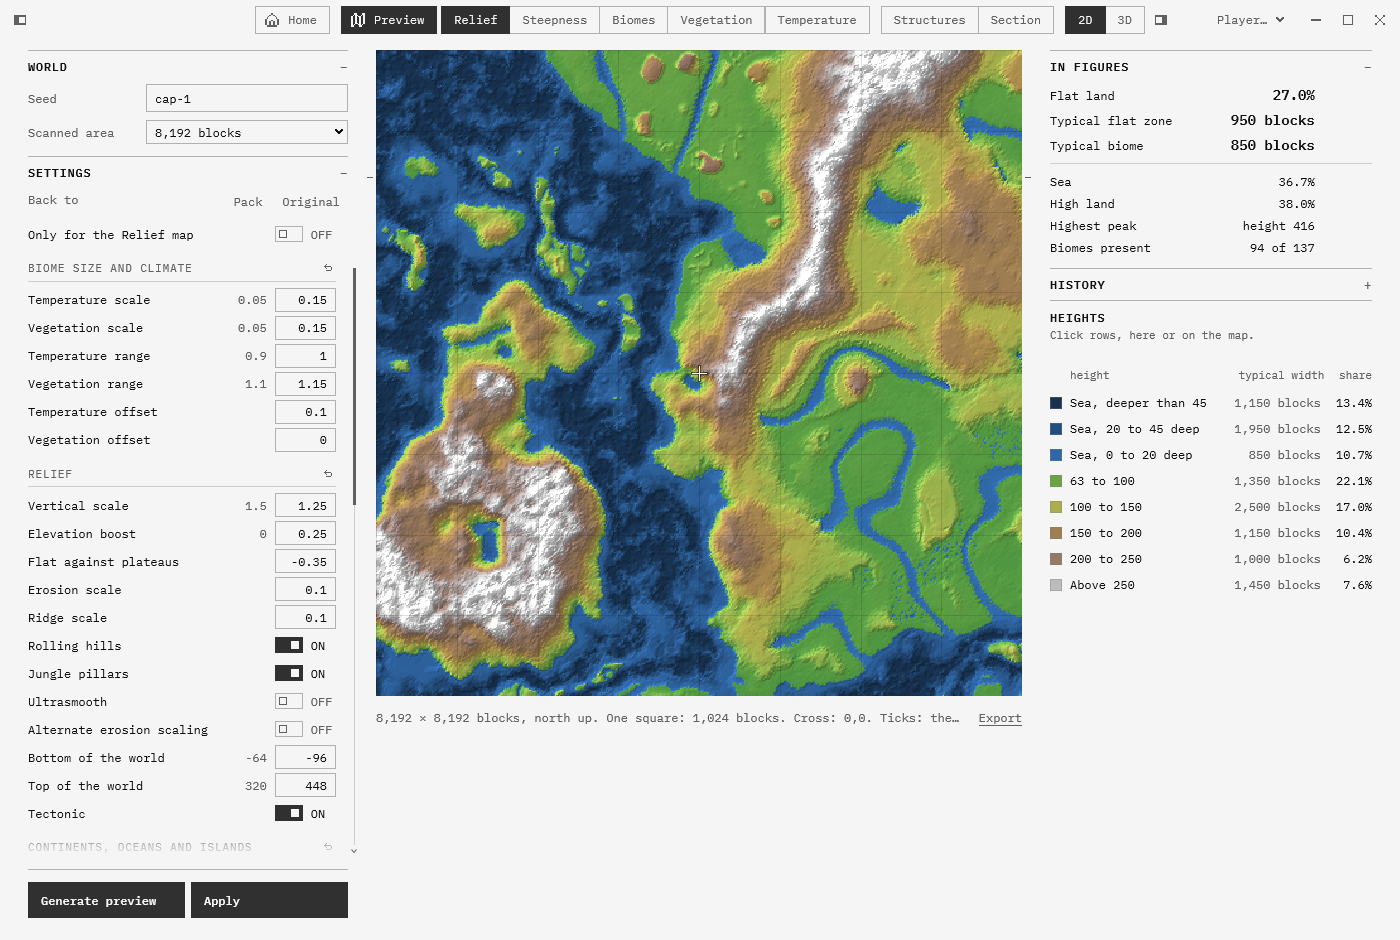 Home Preview Relief Steepness Biomes Vegetation Temperature Structures Section 2D 3D Player…
WORLD
Seed cap-1
Scanned area 8,192 blocks
SETTINGS
Back to Pack Original
Only for the Relief map OFF
BIOME SIZE AND CLIMATE
Temperature scale 0.05 0.15
Vegetation scale 0.05 0.15
Temperature range 0.9 1
Vegetation range 1.1 1.15
Temperature offset 0.1
Vegetation offset 0
RELIEF
Vertical scale 1.5 1.25
Elevation boost 0 0.25
Flat against plateaus -0.35
Erosion scale 0.1
Ridge scale 0.1
Rolling hills ON
Jungle pillars ON
Ultrasmooth OFF
Alternate erosion scaling OFF
Bottom of the world -64 -96
Top of the world 320 448
Tectonic ON
CONTINENTS, OCEANS AND ISLANDS
Generate preview Apply
8,192 × 8,192 blocks, north up. One square: 1,024 blocks. Cross: 0,0. Ticks: the… Export
IN FIGURES
Flat land 27.0%
Typical flat zone 950 blocks
Typical biome 850 blocks
Sea 36.7%
High land 38.0%
Highest peak height 416
Biomes present 94 of 137
HISTORY
HEIGHTS
Click rows, here or on the map.
height typical width share
Sea, deeper than 45 1,150 blocks 13.4%
Sea, 20 to 45 deep 1,950 blocks 12.5%
Sea, 0 to 20 deep 850 blocks 10.7%
63 to 100 1,350 blocks 22.1%
100 to 150 2,500 blocks 17.0%
150 to 200 1,150 blocks 10.4%
200 to 250 1,000 blocks 6.2%
Above 250 1,450 blocks 7.6%